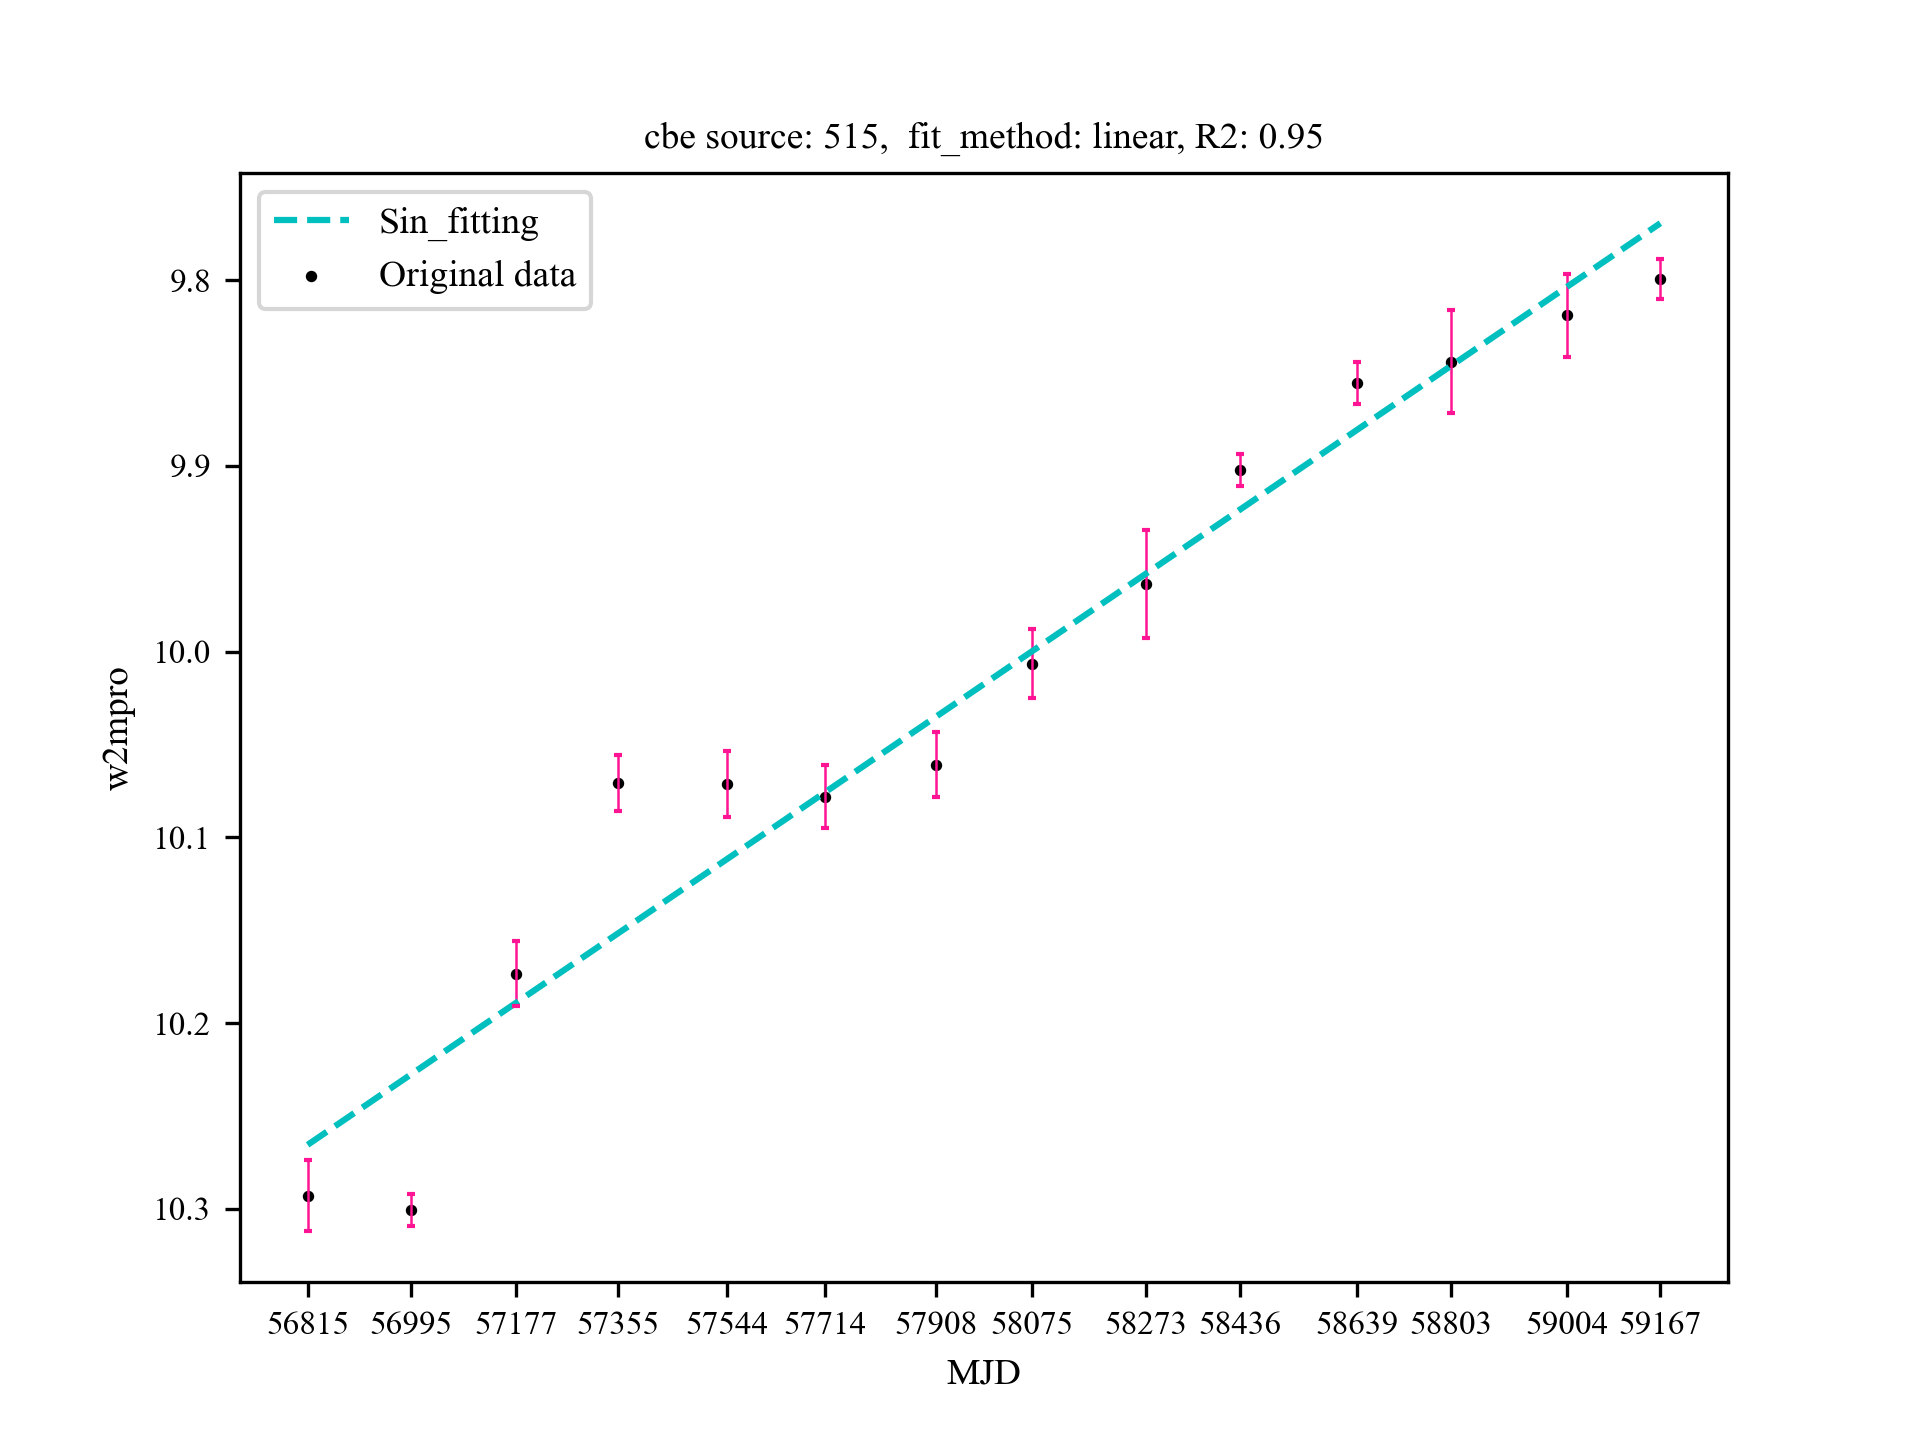 cbe source: 515,  fit_method: linear, R2: 0.95
Sin_fitting
Original data
9.8
9.9
10.0
10.1
10.2
10.3
w2mpro
56815 56995 57177 57355 57544 57714 57908 58075 58273 58436 58639 58803 59004 59167
MJD